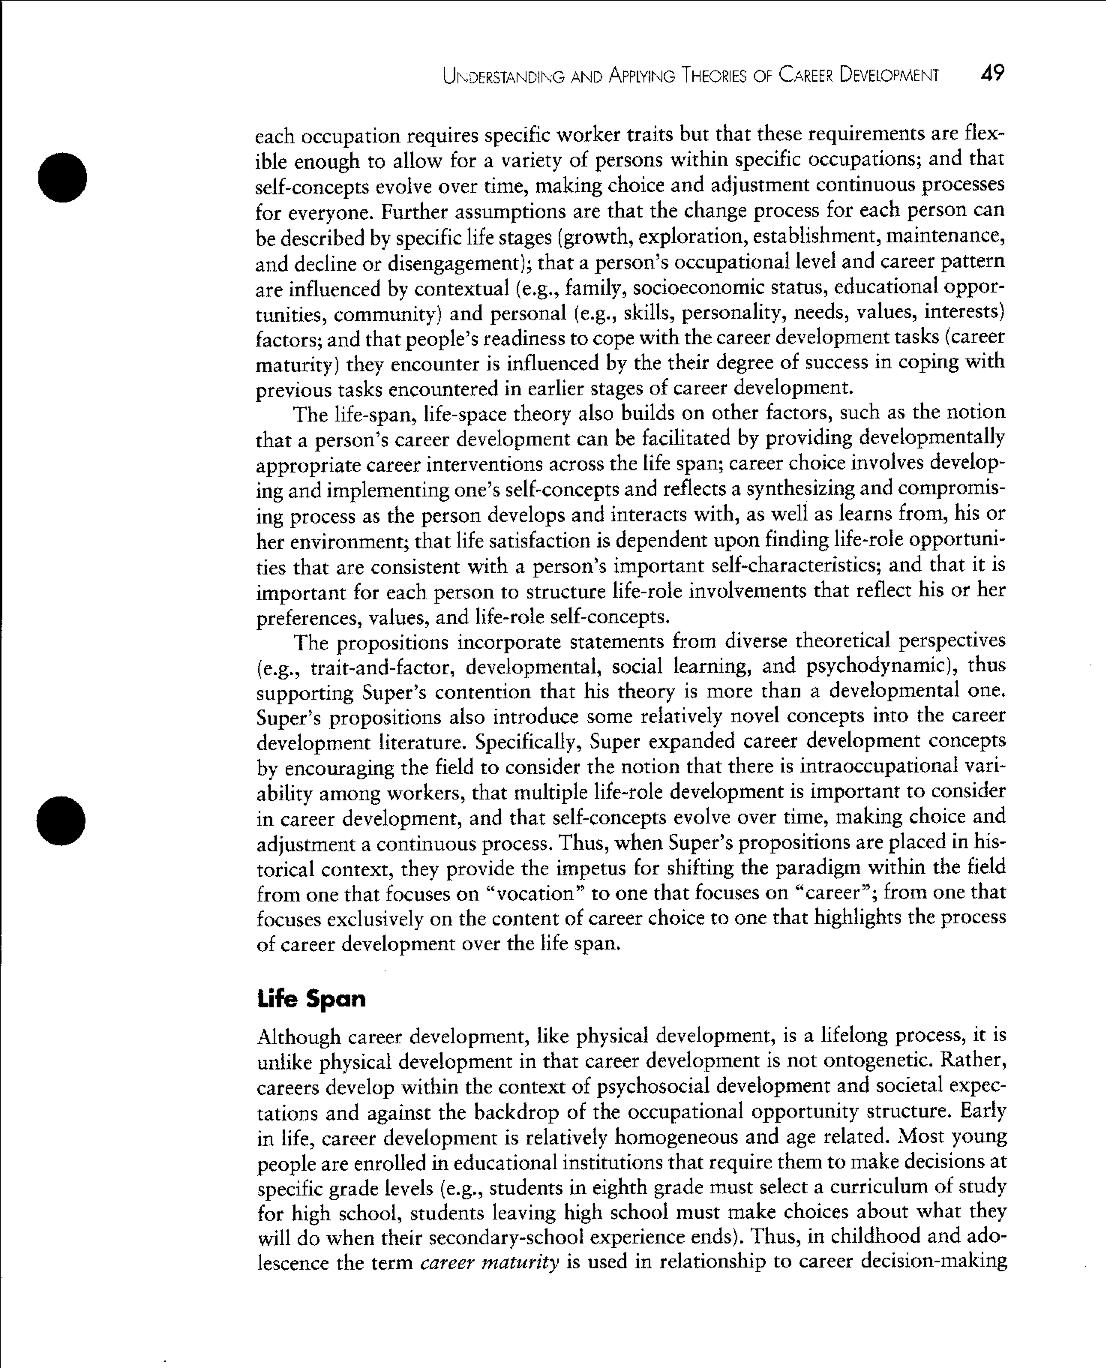 UNDERSTANDING AND APPLYING THEORIES OF CAREER DEVELOPMENT 49
each occupation requires specific worker traits but that these requirements are flex-
ible enough to allow for a variety of persons within specific occupations; and that
self-concepts evolve over time, making choice and adjustment continuous processes
for everyone. Further assumptions are that the change process for each person can
be described by specific life stages (growth, exploration, establishment, maintenance,
and decline or disengagement); that a person's occupational level and career pattern
are influenced by contextual (e.g., family, socioeconomic status, educational oppor-
tunities, community) and personal (e.g., skills, personality, needs, values, interests)
factors; and that people's readiness to cope with the career development tasks (career
maturity) they encounter is influenced by the their degree of success in coping with
previous tasks encountered in earlier stages of career development.
The life-span, life-space theory also builds on other factors, such as the notion
that a person's career development can be facilitated by providing developmentally
appropriate career interventions across the life span; career choice involves develop-
ing and implementing one's self-concepts and reflects a synthesizing and compromis-
ing process as the person develops and interacts with, as well as learns from, his or
her environment; that life satisfaction is dependent upon finding life-role opportuni-
ties that are consistent with a person's important self-characteristics; and that it is
important for each person to structure life-role involvements that reflect his or her
preferences, values, and life-role self-concepts.
The propositions incorporate statements from diverse theoretical perspectives
(e.g., trait-and-factor, developmental, social learning, and psychodynamic), thus
supporting Super's contention that his theory is more than a developmental one.
Super's propositions also introduce some relatively novel concepts into the career
development literature. Specifically, Super expanded career development concepts
by encouraging the field to consider the notion that there is intraoccupational vari-
ability among workers, that multiple life-role development is important to consider
in career development, and that self-concepts evolve over time, making choice and
adjustment a continuous process. Thus, when Super's propositions are placed in his-
torical context, they provide the impetus for shifting the paradigm within the field
from one that focuses on "vocation" to one that focuses on "career"; from one that
focuses exclusively on the content of career choice to one that highlights the process
of career development over the life span.
Life Span
Although career development, like physical development, is a lifelong process, it is
unlike physical development in that career development is not ontogenetic. Rather,
careers develop within the context of psychosocial development and societal expec-
tations and against the backdrop of the occupational opportunity structure. Early
in life, career development is relatively homogeneous and age related. Most young
people are enrolled in educational institutions that require them to make decisions at
specific grade levels (e.g., students in eighth grade must select a curriculum of study
for high school, students leaving high school must make choices about what they
will do when their secondary-school experience ends). Thus, in childhood and ado-
lescence the term career maturity is used in relationship to career decision-making